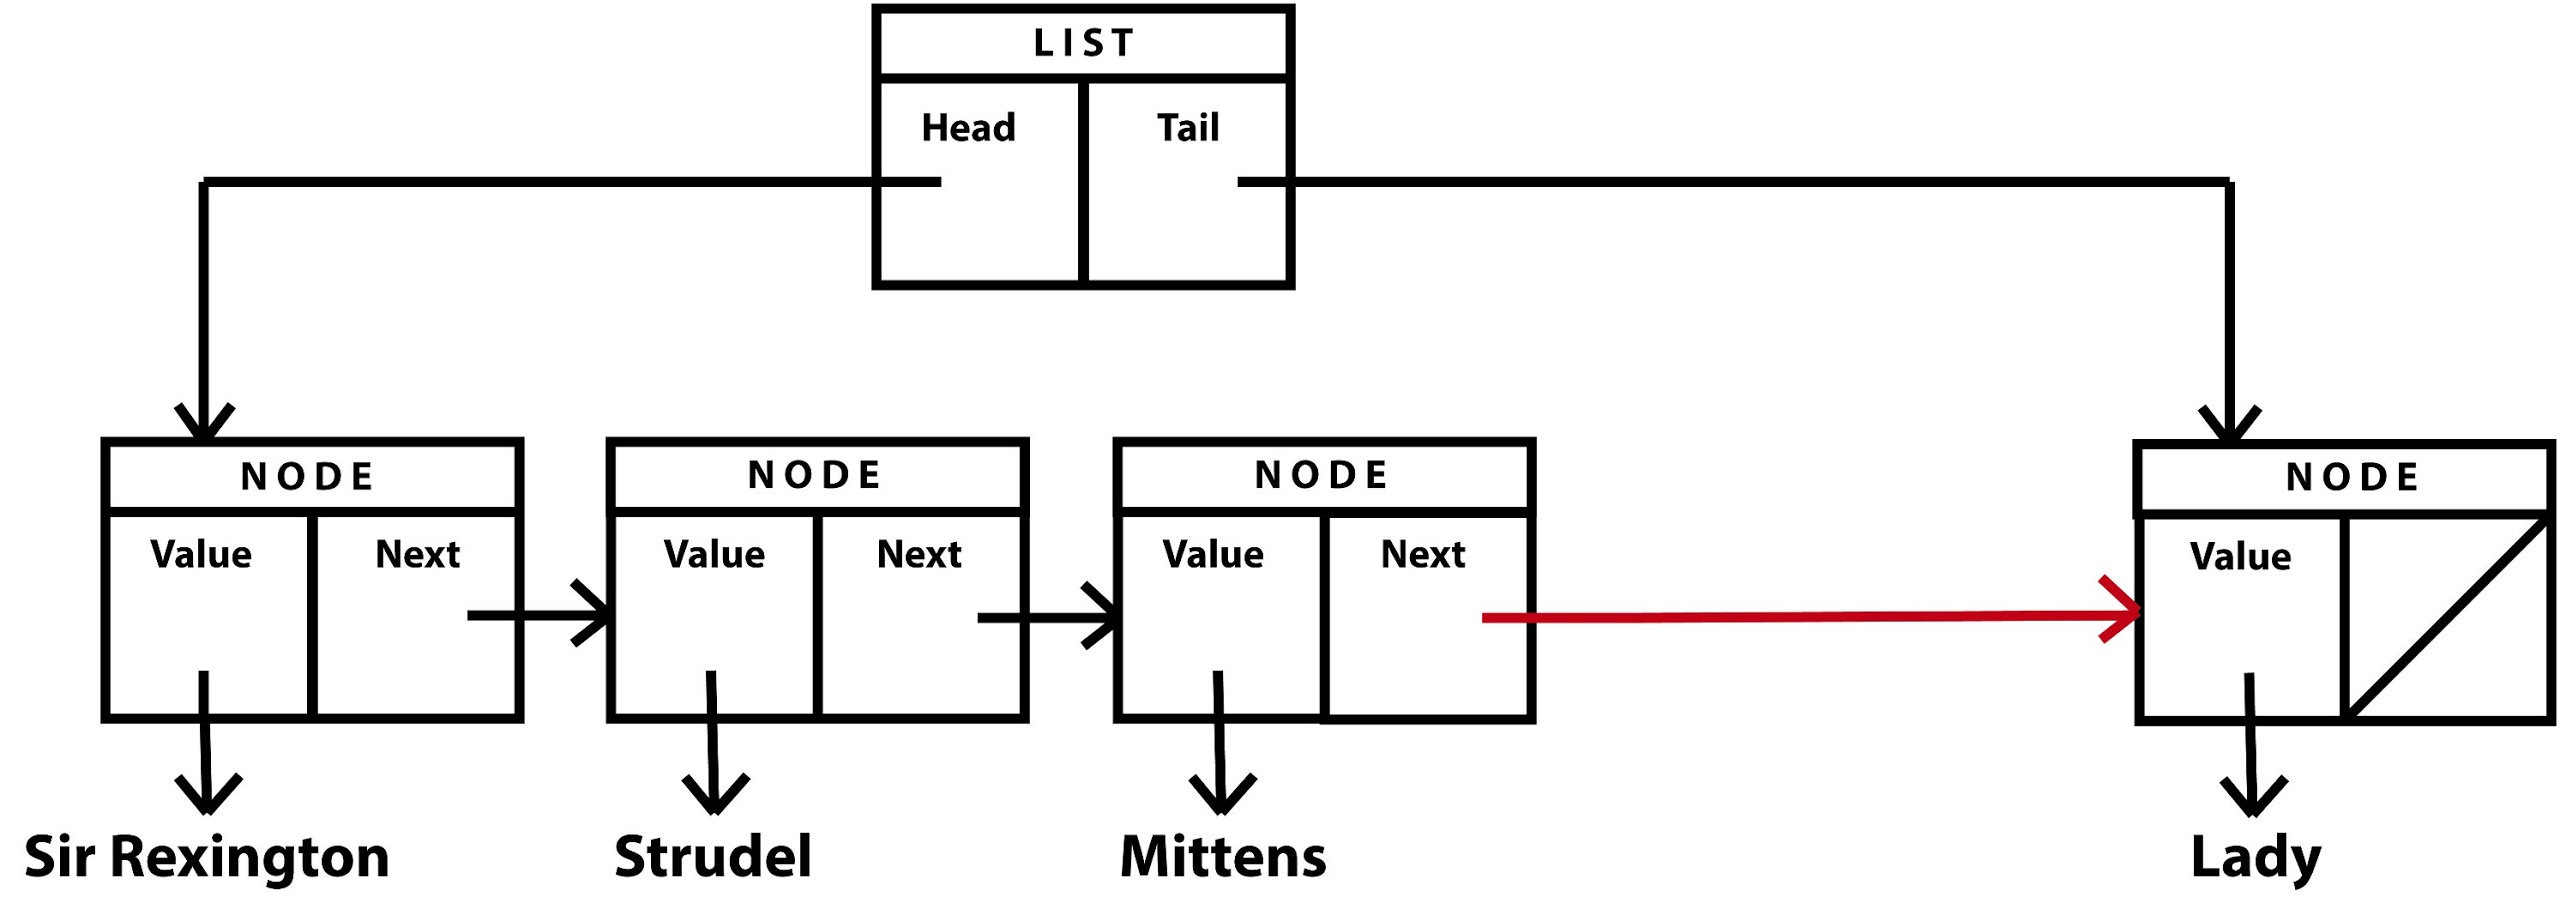 LIST
Head Tail
NODE NODE NODE NODE
Value Next Value Next Value Next Value
Sir Rexington Strudel Mittens Lady